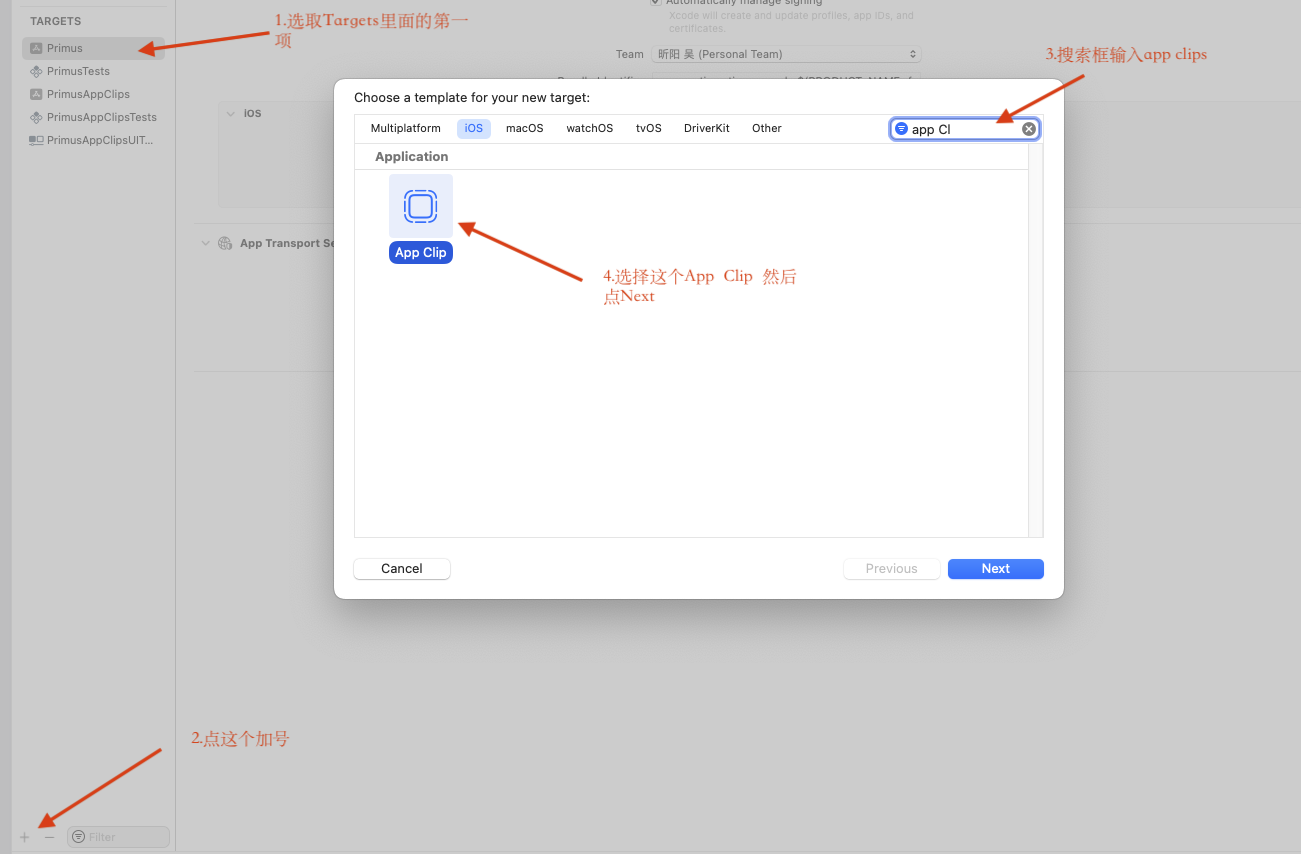 TARGETS
Primus
PrimusTests
PrimusAppClips
PrimusAppClipsTests
PrimusAppClipsUIT...
1.选取Targets里面的第一
项
Automatically manage signing
Xcode will create and update profiles, app IDs, and
certificates.
Team
昕阳 吴 (Personal Team)
3.搜索框输入app clips
iOS
App Transport Se
Choose a template for your new target:
Multiplatform
iOS
macOS
watchOS
tvOS
DriverKit
Other
app Cl
Application
App Clip
4.选择这个App Clip 然后
点Next
Cancel
Previous
Next
2.点这个加号
Filter